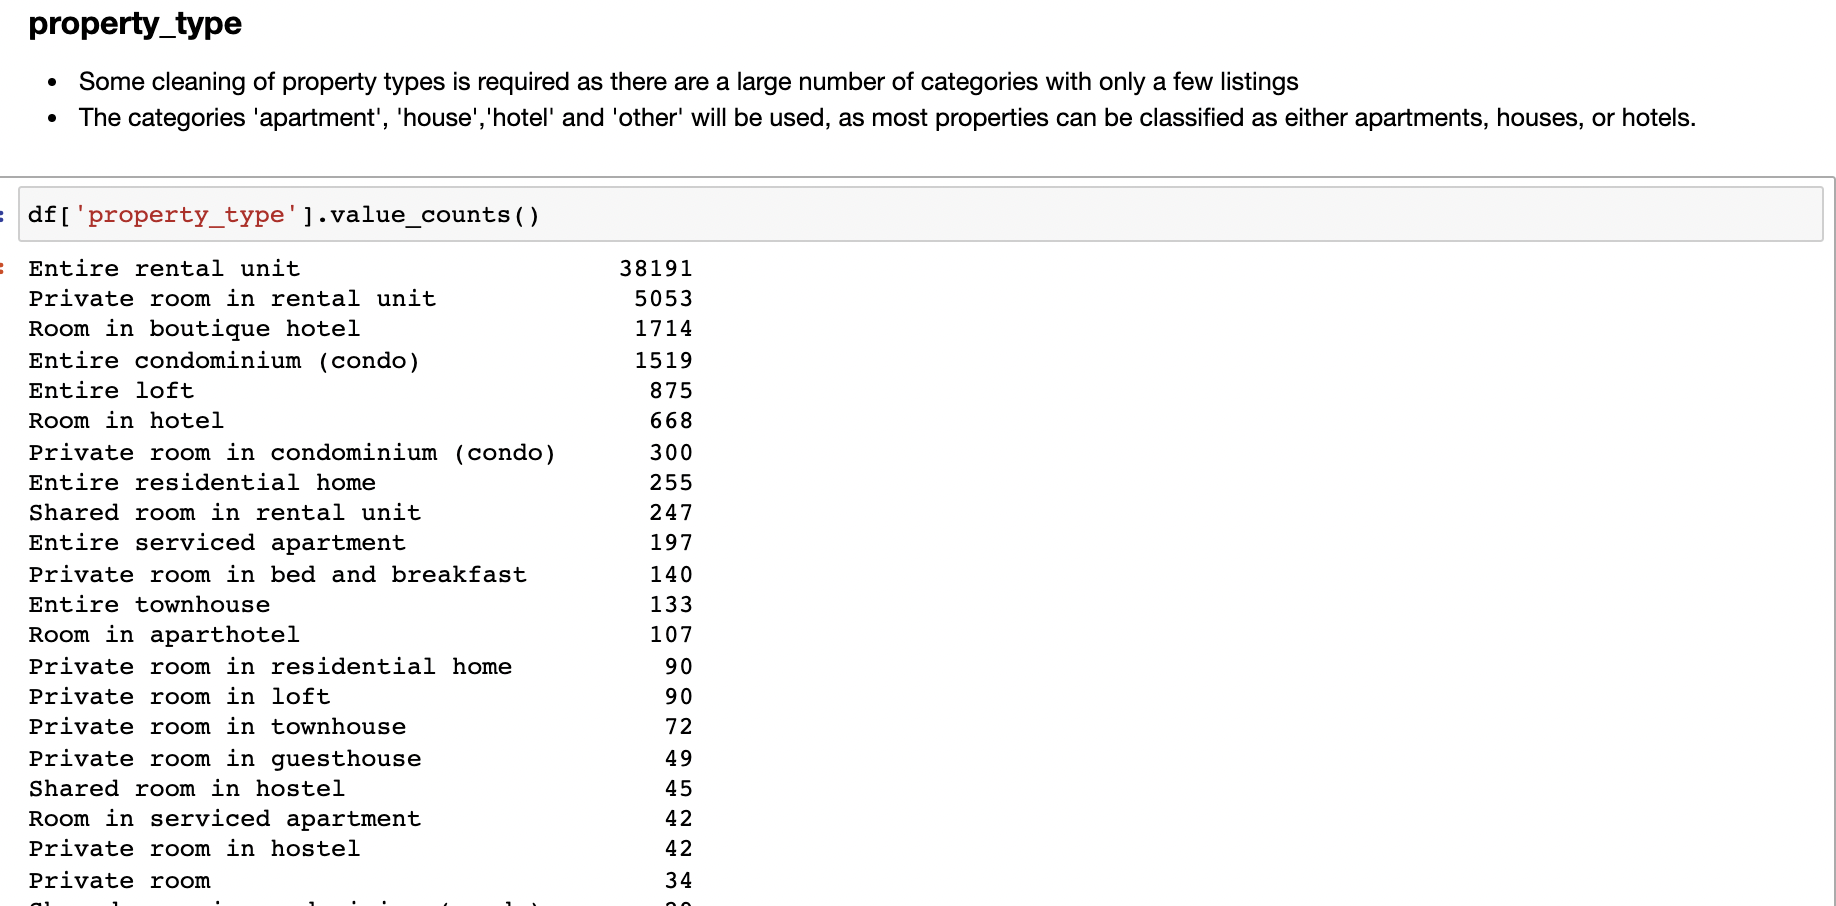 property_type
• Some cleaning of property types is required as there are a large number of categories with only a few listings
• The categories 'apartment', 'house','hotel' and 'other' will be used, as most properties can be classified as either apartments, houses, or hotels.
df['property_type'].value_counts()
Entire rental unit 38191
Private room in rental unit 5053
Room in boutique hotel 1714
Entire condominium (condo) 1519
Entire loft 875
Room in hotel 668
Private room in condominium (condo) 300
Entire residential home 255
Shared room in rental unit 247
Entire serviced apartment 197
Private room in bed and breakfast 140
Entire townhouse 133
Room in aparthotel 107
Private room in residential home 90
Private room in loft 90
Private room in townhouse 72
Private room in guesthouse 49
Shared room in hostel 45
Room in serviced apartment 42
Private room in hostel 42
Private room 34